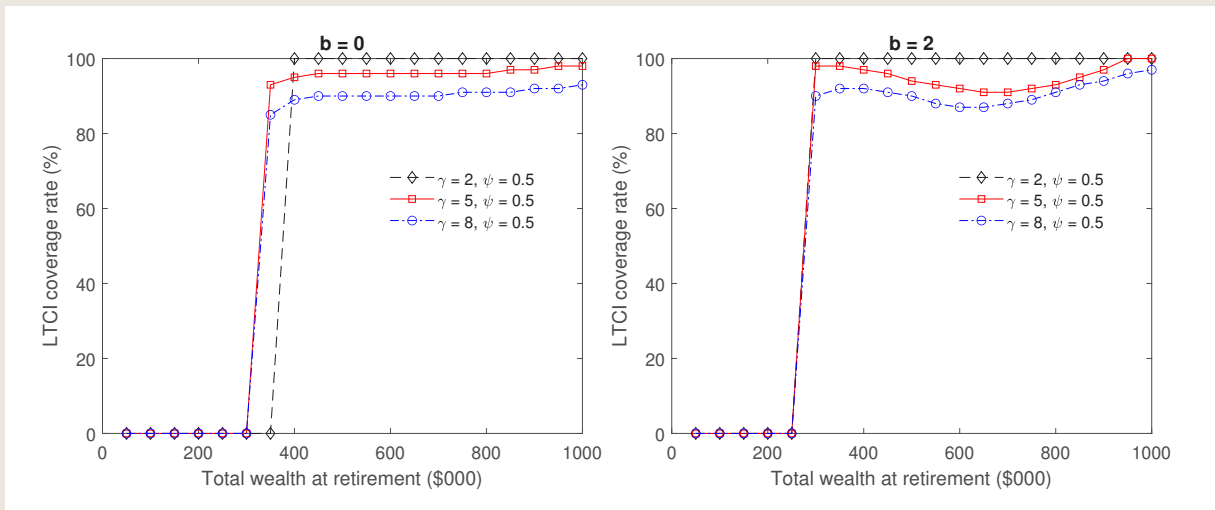 b = 0
LTCI coverage rate (%)
100
80
60
40
20
0
γ = 2, ψ = 0.5
γ = 5, ψ = 0.5
γ = 8, ψ = 0.5
0 200 400 600 800 1000
Total wealth at retirement ($000)
b = 2
LTCI coverage rate (%)
100
80
60
40
20
0
γ = 2, ψ = 0.5
γ = 5, ψ = 0.5
γ = 8, ψ = 0.5
0 200 400 600 800 1000
Total wealth at retirement ($000)